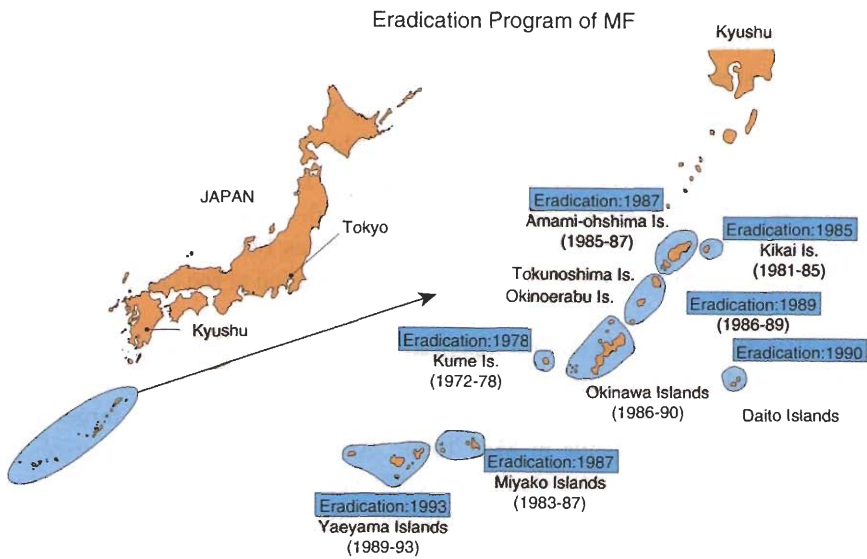 Eradication Program of MF
Kyushu
JAPAN
Tokyo
Kyushu
Eradication:1987
Amami-ohshima Is.
(1985-87)
Eradication:1985
Kikai Is.
(1981-85)
Tokunoshima Is.
Okinoerabu Is.
Eradication:1989
(1986-89)
Eradication:1978
Kume Is.
(1972-78)
Eradication:1990
Okinawa Islands
(1986-90)
Daito Islands
Eradication:1987
Miyako Islands
(1983-87)
Eradication:1993
Yaeyama Islands
(1989-93)